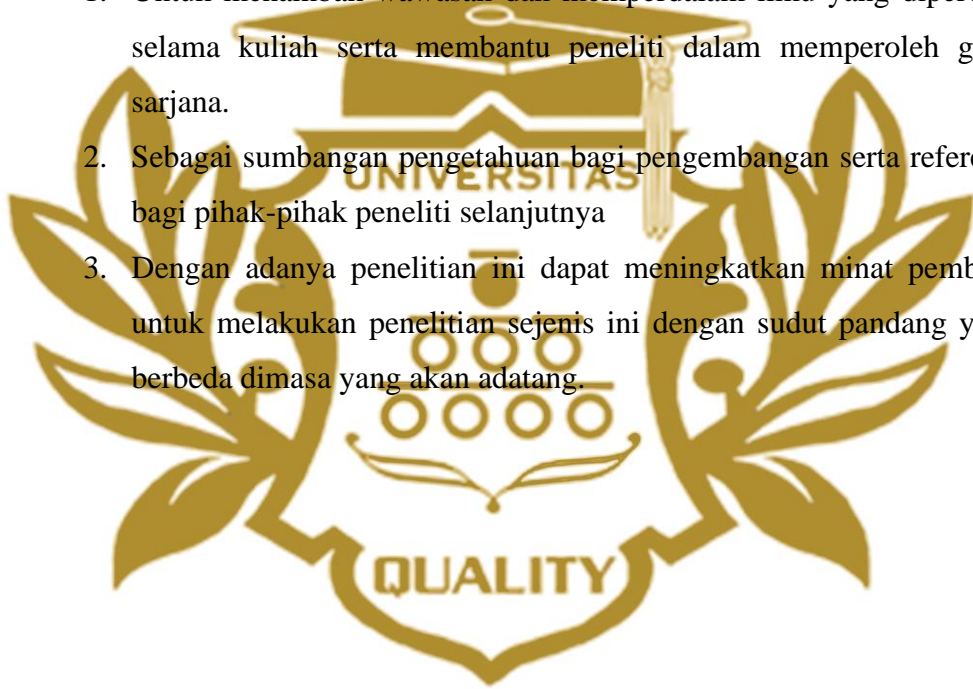 selama kuliah serta membantu peneliti dalam memperoleh
sarjana.
2. Sebagai sumbangan pengetahuan bagi pengembangan serta
UNIVERSITAS
bagi pihak-pihak peneliti selanjutnya
3. Dengan adanya penelitian ini dapat meningkatkan minat
untuk melakukan penelitian sejenis ini dengan sudut pandang
berbeda dimasa yang akan adatang.
QUALITY